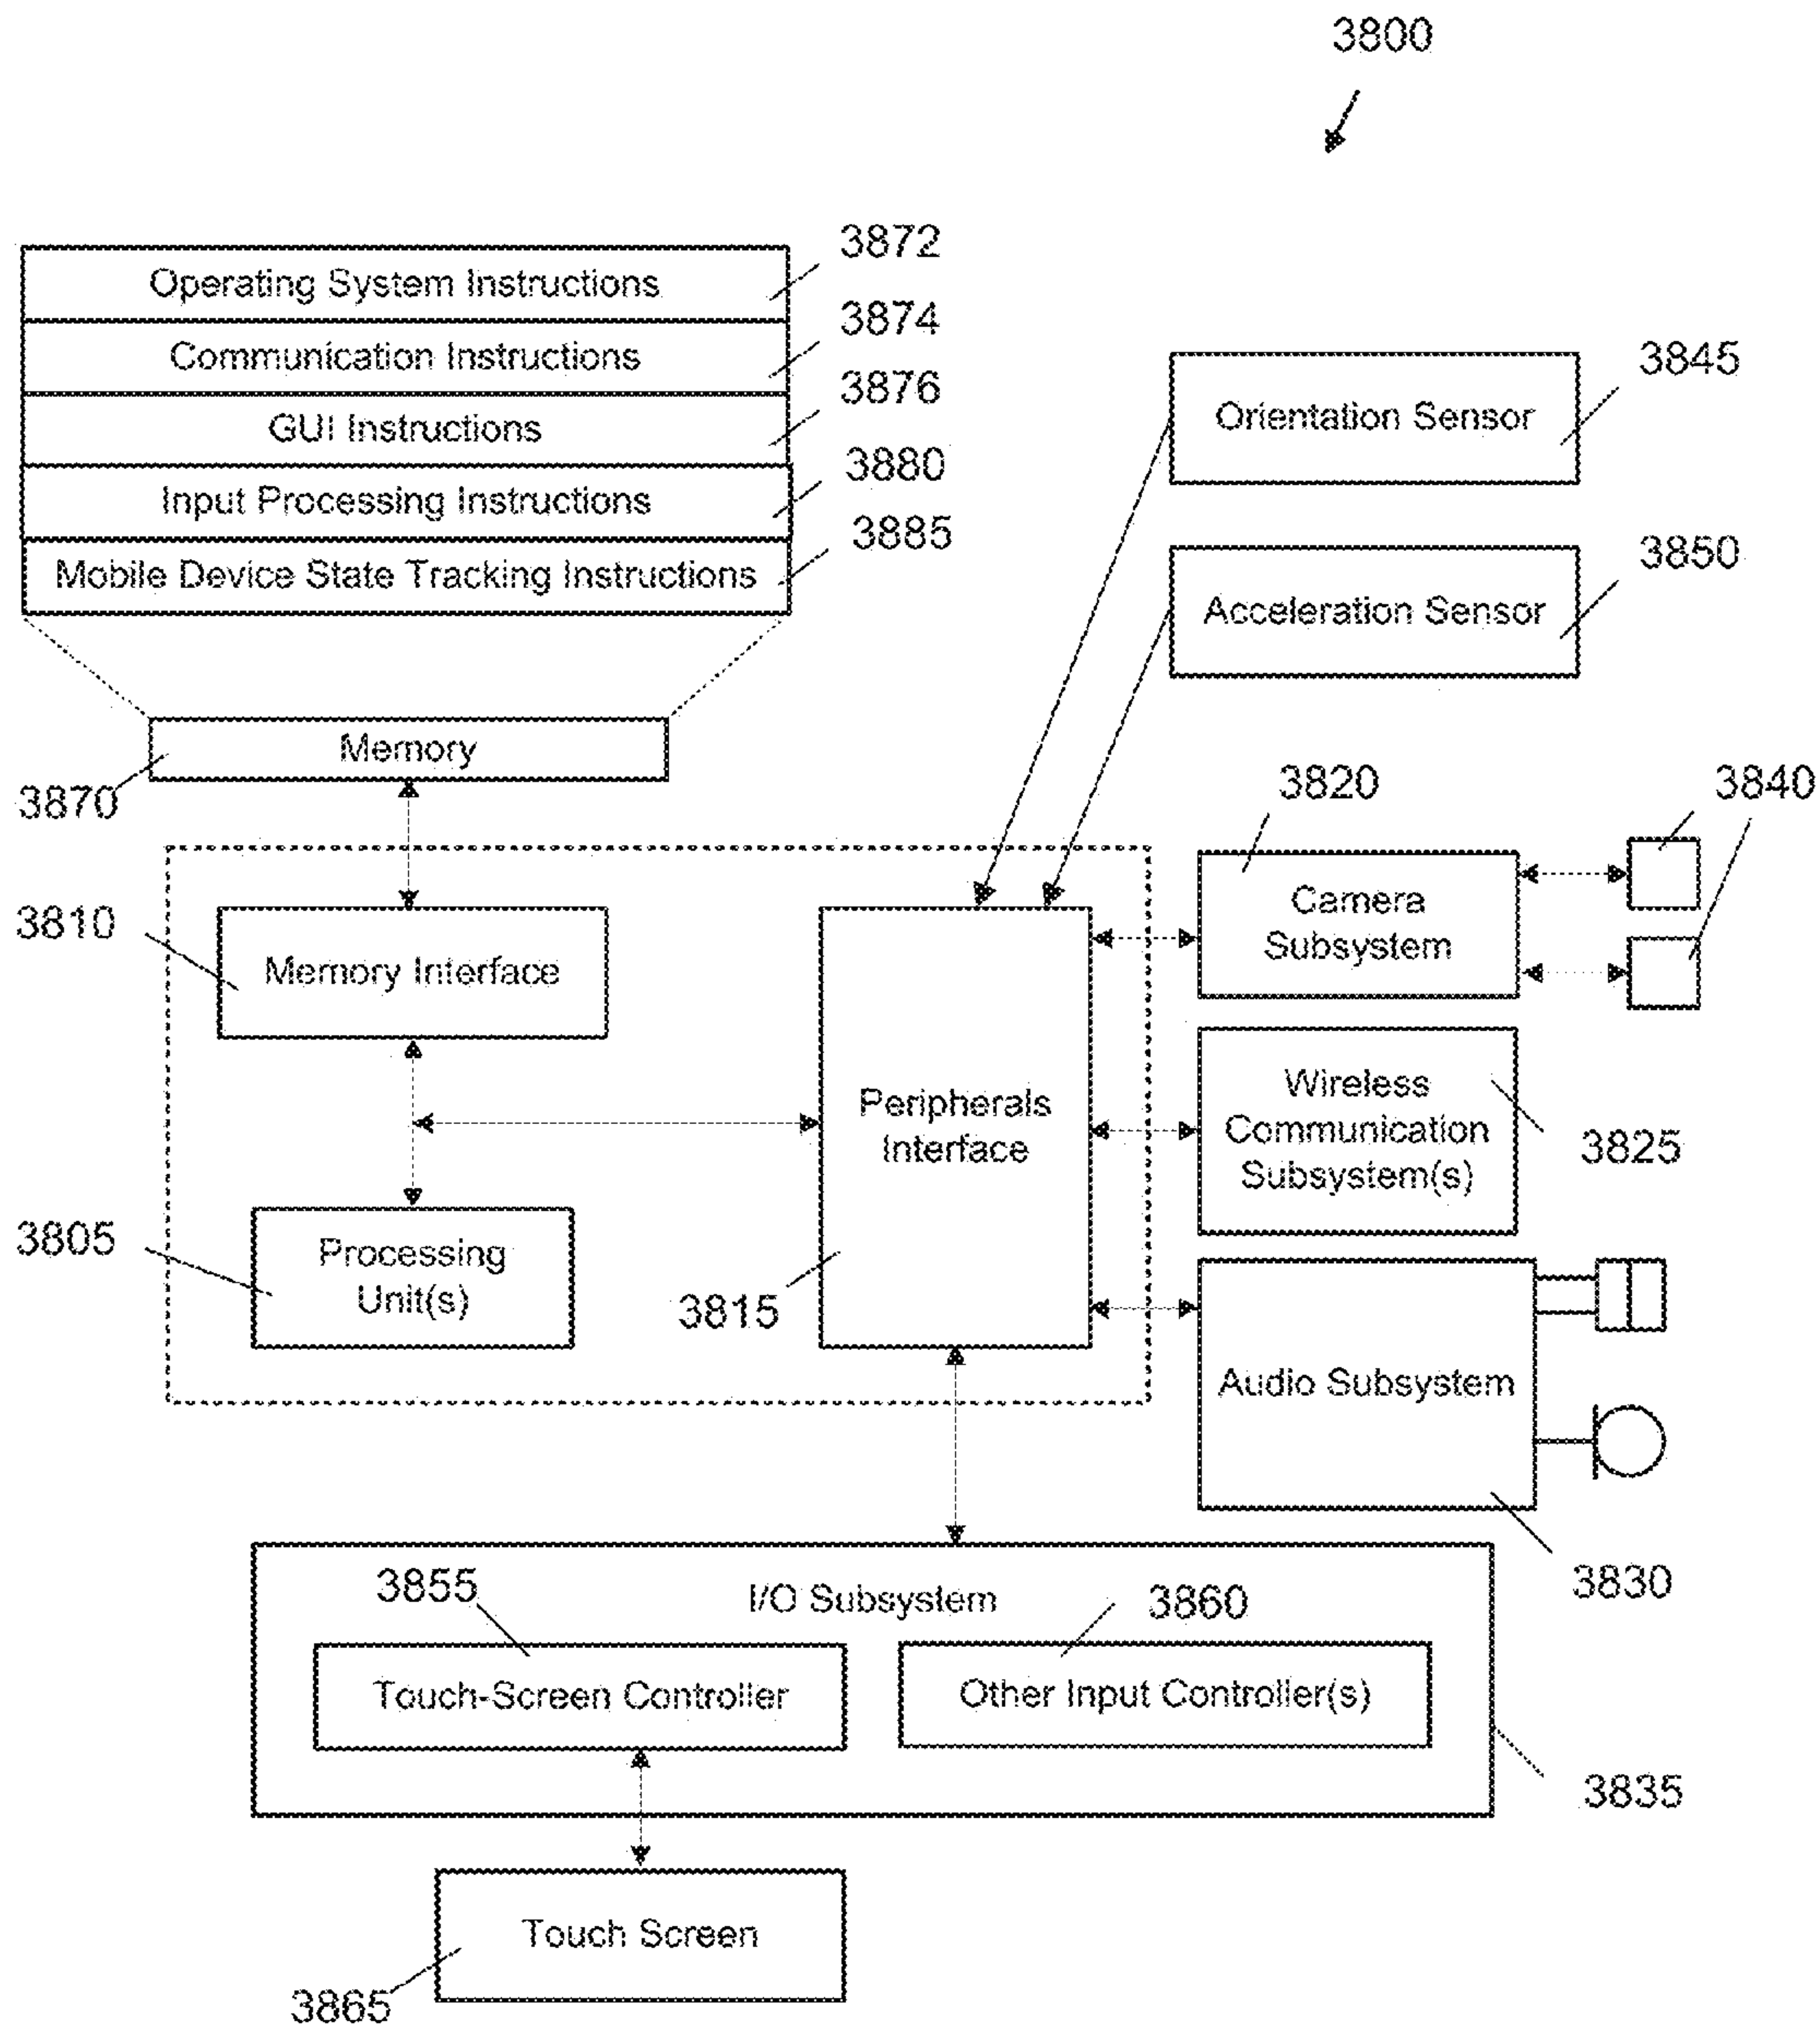 3800
3872
Operating System Instructions
3874
Communication Instructions
3876
GUI Instructions
3880
Input Processing Instructions
3885
Mobile Device State Tracking Instructions
3845
Orientation Sensor
3850
Acceleration Sensor
Memory
3870
3820
3840
Camera
Subsystem
3810
Memory Interface
Wireless
Communication
Subsystem(s)
3825
Peripherals
Interface
3805
Processing
Unit(s)
3815
Audio Subsystem
3830
3855
I/O Subsystem
3860
Touch-Screen Controller
Other Input Controller(s)
3835
Touch Screen
3865